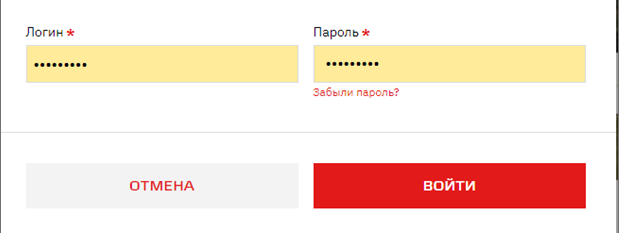 Логин *
Пароль *
•••••••••
•••••••••
Забыли пароль?
ОТМЕНА
ВОЙТИ